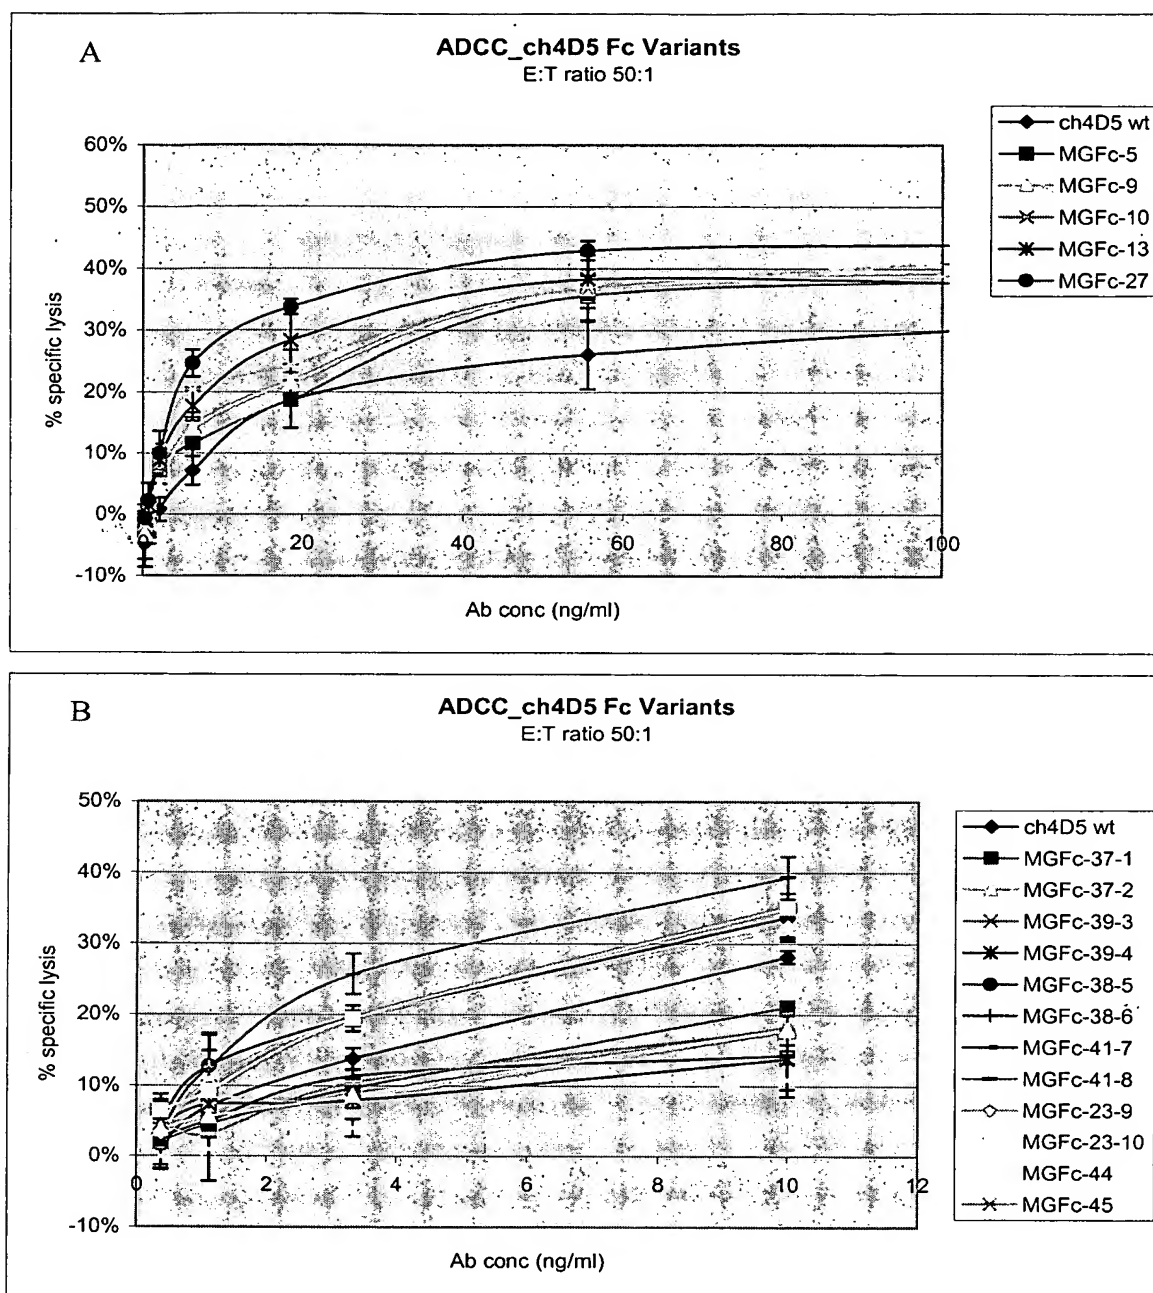 A
ADCC_ch4D5 Fc Variants
E:T ratio 50:1
60%
50%
40%
30%
20%
10%
0%
-10%
% specific lysis
20
40
60
80
100
Ab conc (ng/ml)
ch4D5 wt
MGFc-5
MGFc-9
MGFc-10
MGFc-13
MGFc-27
B
ADCC_ch4D5 Fc Variants
E:T ratio 50:1
50%
40%
30%
20%
10%
0%
-10%
% specific lysis
0
2
4
6
8
10
12
Ab conc (ng/ml)
ch4D5 wt
MGFc-37-1
MGFc-37-2
MGFc-39-3
MGFc-39-4
MGFc-38-5
MGFc-38-6
MGFc-41-7
MGFc-41-8
MGFc-23-9
MGFc-23-10
MGFc-44
MGFc-45